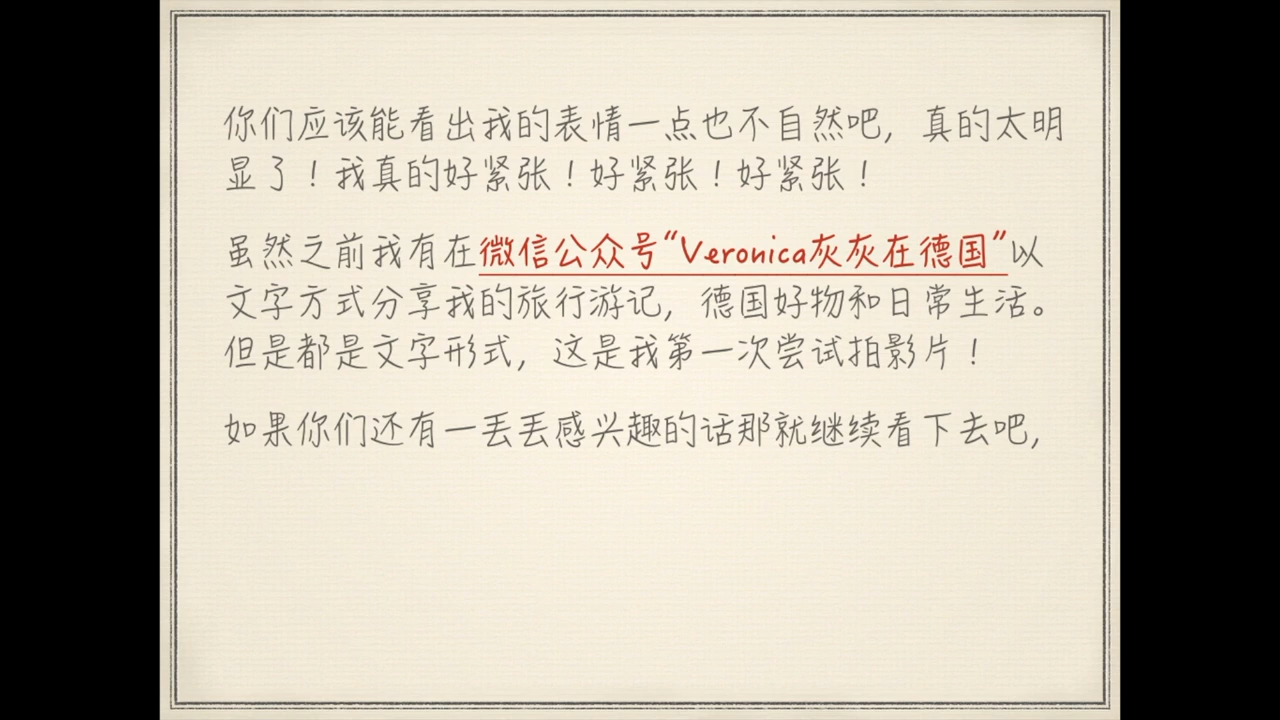 你们应该能看出我的表情一点也不自然吧，真的太明
显了！我真的好紧张！好紧张！好紧张！
虽然之前我有在微信公众号“Veronica灰灰在德国”以
文字方式分享我的旅行游记，德国好物和日常生活。
但是都是文字形式，这是我第一次尝试拍影片！
如果你们还有一丢丢感兴趣的话那就继续看下去吧，